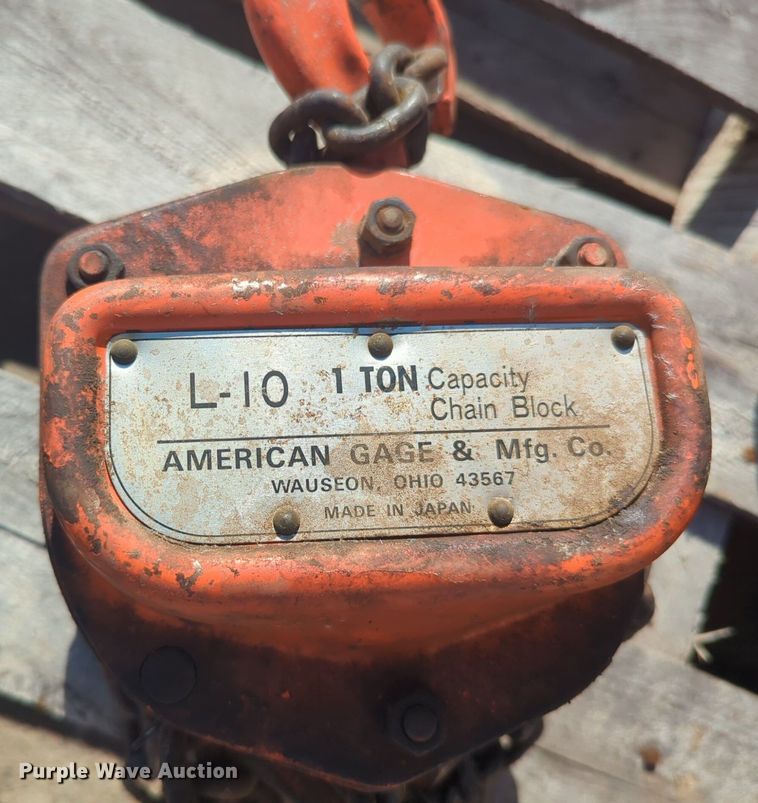 L-10 1 TON Capacity
Chain Block
AMERICAN GAGE & Mfg. Co.
WAUSEON, OHIO 43567
MADE IN JAPAN
Purple Wave Auction